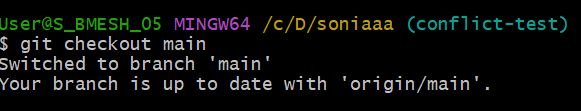 User@S_BMESH_05 MINGW64 /c/D/soniaaa (conflict-test)
$ git checkout main
Switched to branch 'main'
Your branch is up to date with 'origin/main'.